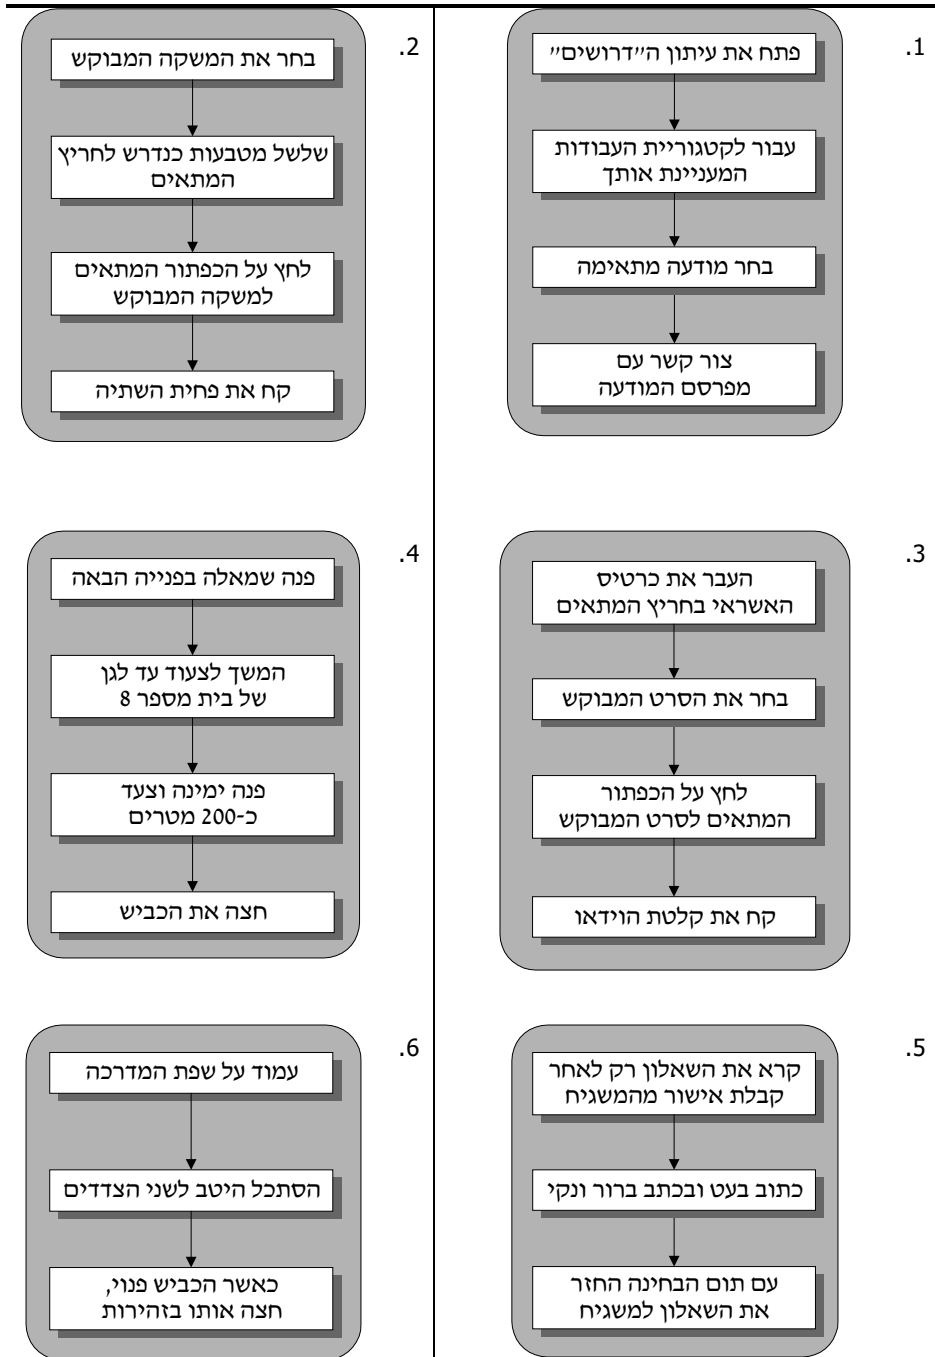 1.
פתח את עיתון ה״דרושים״
עבור לקטגוריית העבודות
המעניינת אותך
בחר מודעה מתאימה
צור קשר עם
מפרסם המודעה
2.
בחר את המשקה המבוקש
שלשל מטבעות כנדרש לחריץ
המתאים
לחץ על הכפתור המתאים
למשקה המבוקש
קח את פחית השתיה
3.
העבר את כרטיס
האשראי בחריץ המתאים
בחר את הסרט המבוקש
לחץ על הכפתור
המתאים לסרט המבוקש
קח את קלטת הוידאו
4.
פנה שמאלה בפנייה הבאה
המשך לצעוד עד לגן
של בית מספר 8
פנה ימינה וצעד
כ-200 מטרים
חצה את הכביש
5.
קרא את השאלון רק לאחר
קבלת אישור מהמשגיח
כתוב בעט ובכתב ברור ונקי
עם תום הבחינה החזר
את השאלון למשגיח
6.
עמוד על שפת המדרכה
הסתכל היטב לשני הצדדים
כאשר הכביש פנוי,
חצה אותו בזהירות